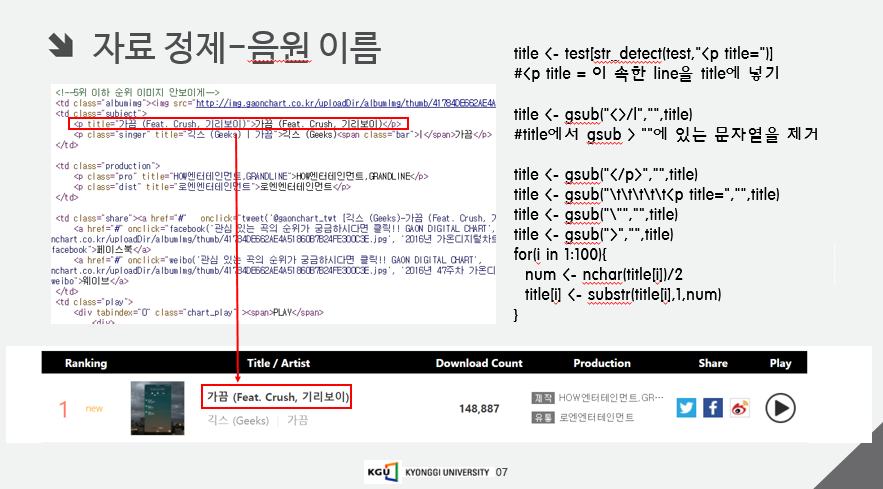 자료 정제-음원 이름
<!--5위 이하 순위 이미지 안보이게-->
<td class="albumimg"><img src="http://img.gaonchart.co.kr/uploadDir/albumImg/thumb/417840E562AE4A
<td class="subject">
<p title="가끔 (Feat. Crush, 기리보이)">가끔 (Feat. Crush, 기리보이)</p>
<p class="singer" title="긱스 (Geeks) | 가끔">긱스 (Geeks)<span class="bar">|</span>가끔</p>
</td>
<td class="production">
<p class="pro" title="HOW엔터테인먼트,GRANDLINE">HOW엔터테인먼트,GRANDLINE</p>
<p class="dist" title="로엔엔터테인먼트">로엔엔터테인먼트</p>
</td>
<td class="share"><a href="#" onclick="tweet('@gaonchart_twt [긱스 (Geeks)-가끔 (Feat. Crush, 기
<a href="#" onclick="facebook('관심 있는 곡의 순위가 궁금하시다면 클릭!! GAON DIGITAL CHART',
nchart.co.kr/uploadDir/albumImg/thumb/417840E562AE4A51860B7B24FE300C3E.jpg', '2016년 가온디지털차트
facebook">페이스북</a>
<a href="#" onclick="weibo('관심 있는 곡의 순위가 궁금하시다면 클릭!! GAON DIGITAL CHART',
nchart.co.kr/uploadDir/albumImg/thumb/417840E562AE4A51860B7B24FE300C3E.jpg', '2016년 47주차 가온디
weibo">웨이브</a>
</td>
<td class="play">
<div tabindex="0" class="chart_play" ><span>PLAY</span>
<div>
title <- test[str_detect(test,"<p title=")]
#<p title = 이 속한 line을 title에 넣기
title <- gsub("<>/|","",title)
#title에서 gsub > ""에 있는 문자열을 제거
title <- gsub("</p>","",title)
title <- gsub("\t\t\t\t\t<p title=","",title)
title <- gsub("\"","",title)
title <- gsub(">","",title)
for(i in 1:100){
num <- nchar(title[i])/2
title[i] <- substr(title[i],1,num)
}
Ranking Title / Artist Download Count Production Share Play
1 new 가끔 (Feat. Crush, 기리보이) 148,887 제작 HOW엔터테인먼트,GR...
긱스 (Geeks) | 가끔 유통 로엔엔터테인먼트
KGU KYONGGI UNIVERSITY 07